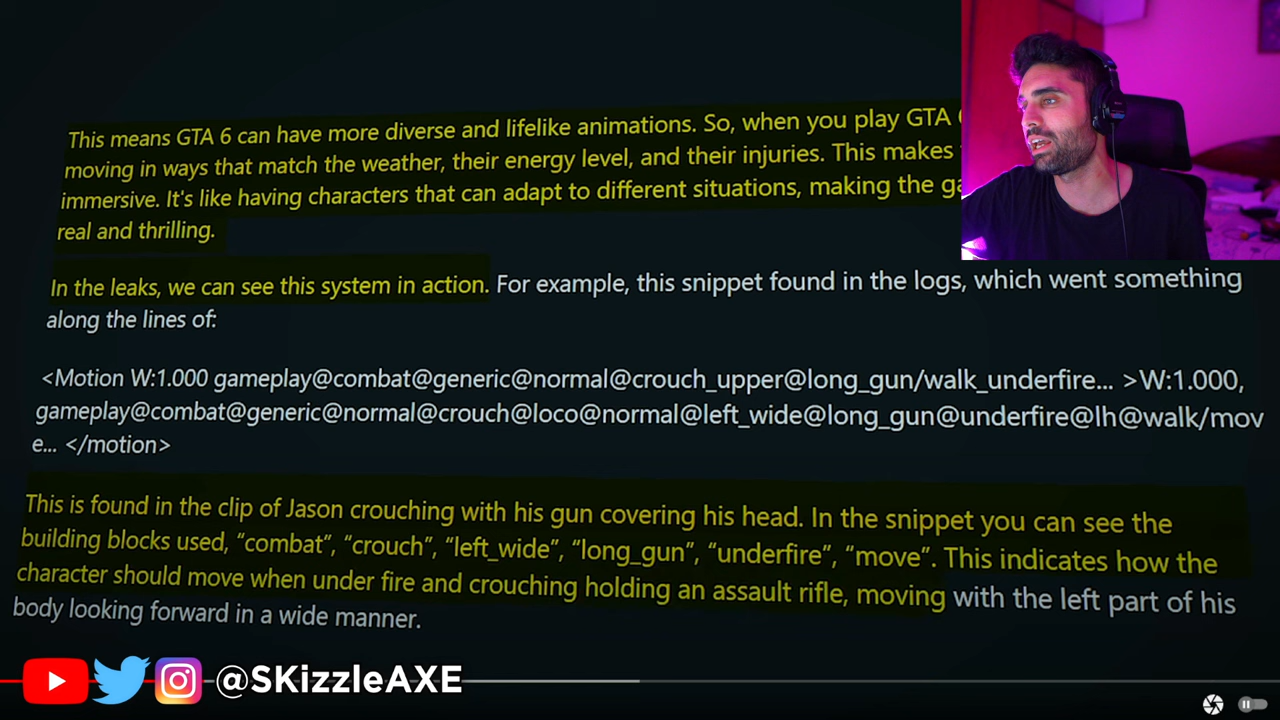 This means GTA 6 can have more diverse and lifelike animations. So, when you play GTA
moving in ways that match the weather, their energy level, and their injuries. This makes
immersive. It's like having characters that can adapt to different situations, making the
real and thrilling.
In the leaks, we can see this system in action. For example, this snippet found in the logs, which went something
along the lines of:
<Motion W:1.000 gameplay@combat@generic@normal@crouch_upper@long_gun/walk_underfire... >W:1.000,
gameplay@combat@generic@normal@crouch@loco@normal@left_wide@long_gun@underfire@lh@walk/mov
e... </motion>
This is found in the clip of Jason crouching with his gun covering his head. In the snippet you can see the
building blocks used, “combat”, “crouch”, “left_wide”, “long_gun”, “underfire”, “move”. This indicates how the
character should move when under fire and crouching holding an assault rifle, moving with the left part of his
body looking forward in a wide manner.
@SKizzleAXE